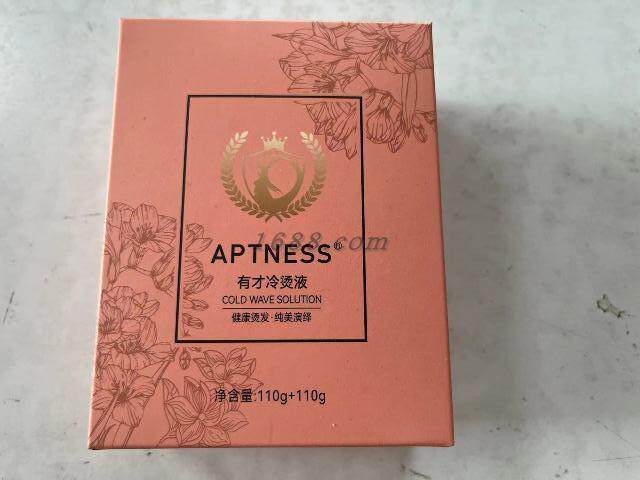 APTNESS®
1688.com
有才冷烫液
COLD WAVE SOLUTION
健康烫发·纯美演绎
净含量:110g+110g